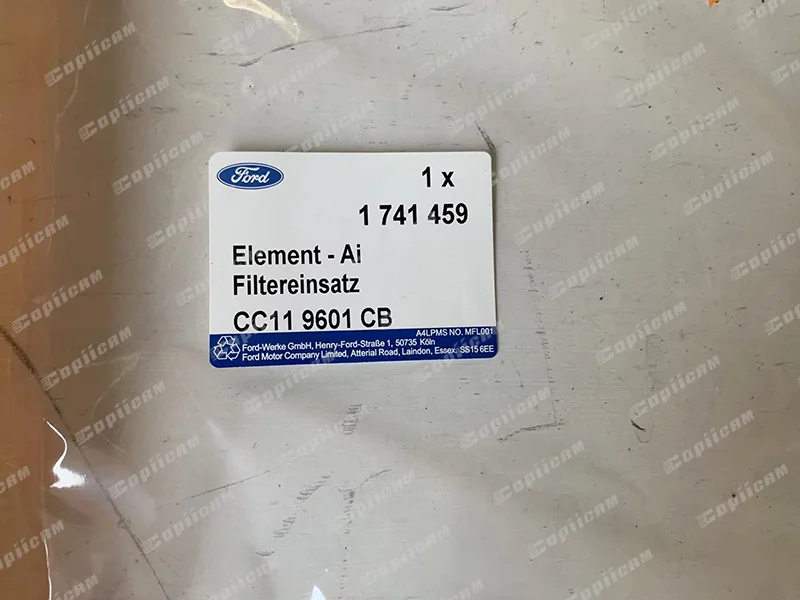 Ford
1 x
1 741 459
Element - Ai
Filtereinsatz
CC11 9601 CB
A4LPMS NO. MFL001
Ford-Werke GmbH, Henry-Ford-Straße 1, 50735 Köln
Ford Motor Company Limited, Atterial Road, Laindon, Essex. SS15 6EE
Copiicam